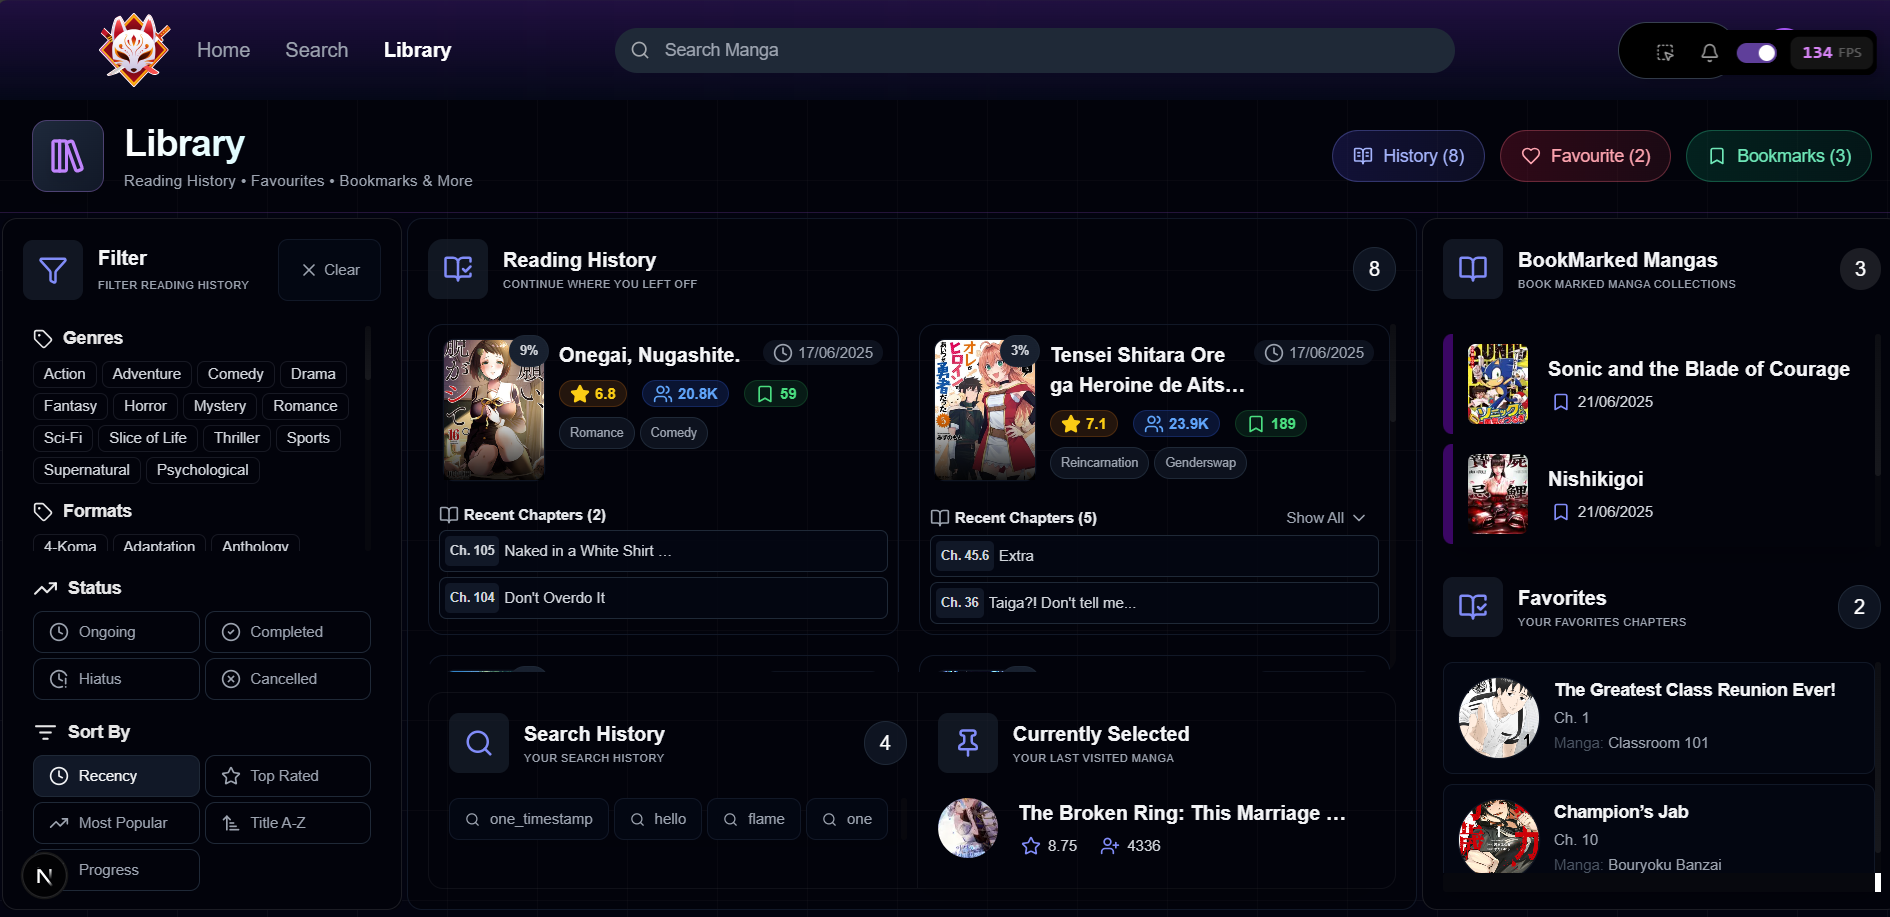 Home
Search
Library
Search Manga
134 FPS
Library
Reading History • Favourites • Bookmarks & More
History (8)
Favourite (2)
Bookmarks (3)
Filter
FILTER READING HISTORY
Clear
Genres
Action
Adventure
Comedy
Drama
Fantasy
Horror
Mystery
Romance
Sci-Fi
Slice of Life
Thriller
Sports
Supernatural
Psychological
Formats
4-Koma
Adaptation
Anthology
Status
Ongoing
Completed
Hiatus
Cancelled
Sort By
Recency
Top Rated
Most Popular
Title A-Z
Progress
N
Reading History
CONTINUE WHERE YOU LEFT OFF
8
9%
Onegai, Nugashite.
17/06/2025
6.8
20.8K
59
Romance
Comedy
16
Recent Chapters (2)
Ch. 105 Naked in a White Shirt …
Ch. 104 Don't Overdo It
3%
Tensei Shitara Ore
ga Heroine de Aits…
17/06/2025
7.1
23.9K
189
Reincarnation
Genderswap
Recent Chapters (5)
Show All
Ch. 45.6 Extra
Ch. 36 Taiga?! Don't tell me...
Search History
YOUR SEARCH HISTORY
4
one_timestamp
hello
flame
one
Currently Selected
YOUR LAST VISITED MANGA
The Broken Ring: This Marriage …
8.75
4336
BookMarked Mangas
BOOK MARKED MANGA COLLECTIONS
3
Sonic and the Blade of Courage
21/06/2025
Nishikigoi
21/06/2025
Favorites
YOUR FAVORITES CHAPTERS
2
The Greatest Class Reunion Ever!
Ch. 1
Manga: Classroom 101
Champion’s Jab
Ch. 10
Manga: Bouryoku Banzai